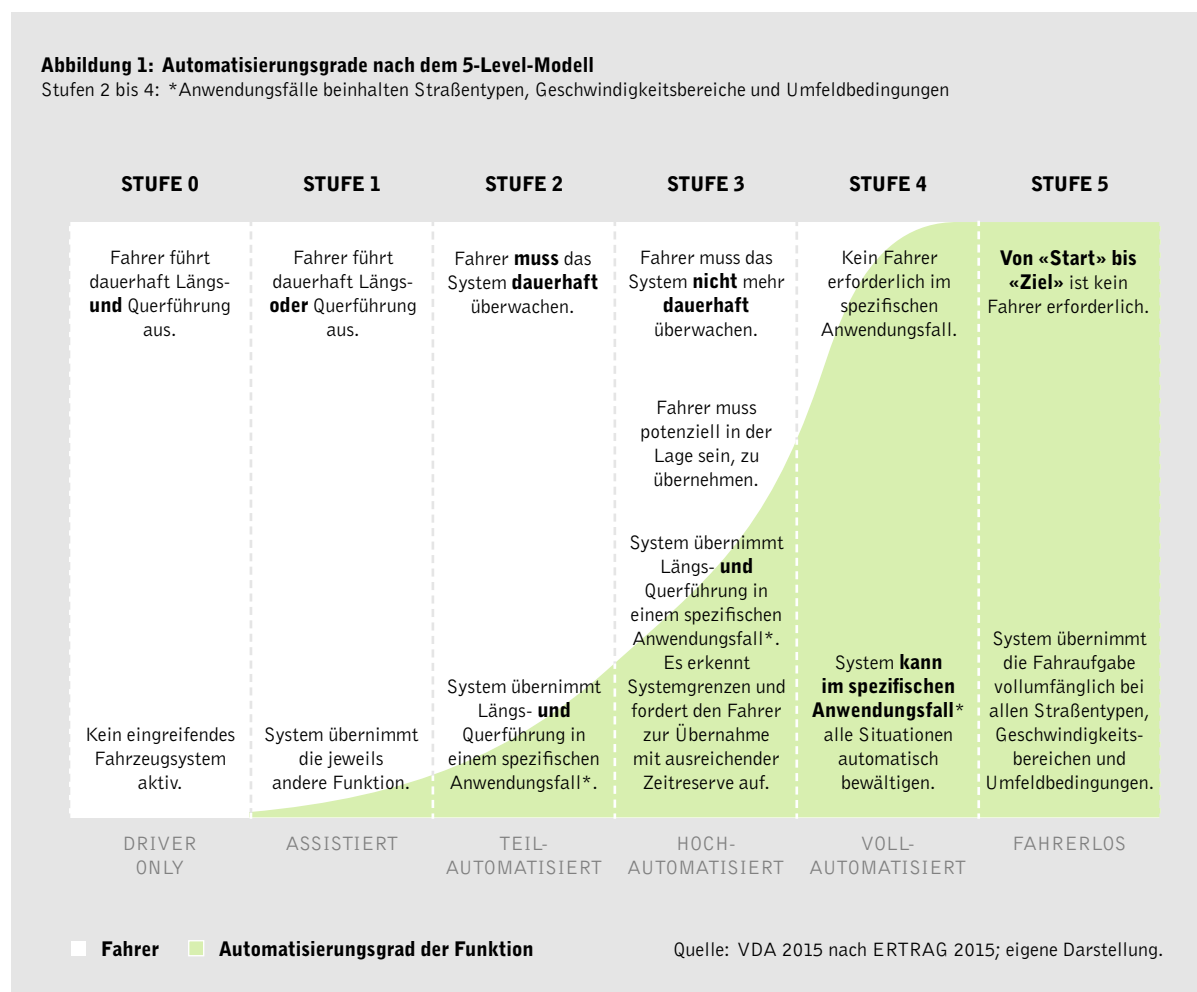 Abbildung 1: Automatisierungsgrade nach dem 5-Level-Modell
Stufen 2 bis 4: *Anwendungsfälle beinhalten Straßentypen, Geschwindigkeitsbereiche und Umfeldbedingungen
STUFE 0
Fahrer führt
dauerhaft Längs-
und Querführung
aus.
Kein eingreifendes
Fahrzeugsystem
aktiv.
DRIVER
ONLY
STUFE 1
Fahrer führt
dauerhaft Längs-
oder Querführung
aus.
System übernimmt
die jeweils
andere Funktion.
ASSISTIERT
STUFE 2
Fahrer muss das
System dauerhaft
überwachen.
System übernimmt
Längs- und
Querführung in
einem spezifischen
Anwendungsfall*.
TEIL-
AUTOMATISIERT
STUFE 3
Fahrer muss das
System nicht mehr
dauerhaft
überwachen.
Fahrer muss
potenziell in der
Lage sein, zu
übernehmen.
System übernimmt
Längs- und
Querführung in
einem spezifischen
Anwendungsfall*.
Es erkennt
Systemgrenzen und
fordert den Fahrer
zur Übernahme
mit ausreichender
Zeitreserve auf.
HOCH-
AUTOMATISIERT
STUFE 4
Kein Fahrer
erforderlich im
spezifischen
Anwendungsfall.
System kann
im spezifischen
Anwendungsfall*
alle Situationen
automatisch
bewältigen.
VOLL-
AUTOMATISIERT
STUFE 5
Von «Start» bis
«Ziel» ist kein
Fahrer erforderlich.
System übernimmt
die Fahraufgabe
vollumfänglich bei
allen Straßentypen,
Geschwindigkeits-
bereichen und
Umfeldbedingungen.
FAHRERLOS
Fahrer
Automatisierungsgrad der Funktion
Quelle: VDA 2015 nach ERTRAG 2015; eigene Darstellung.